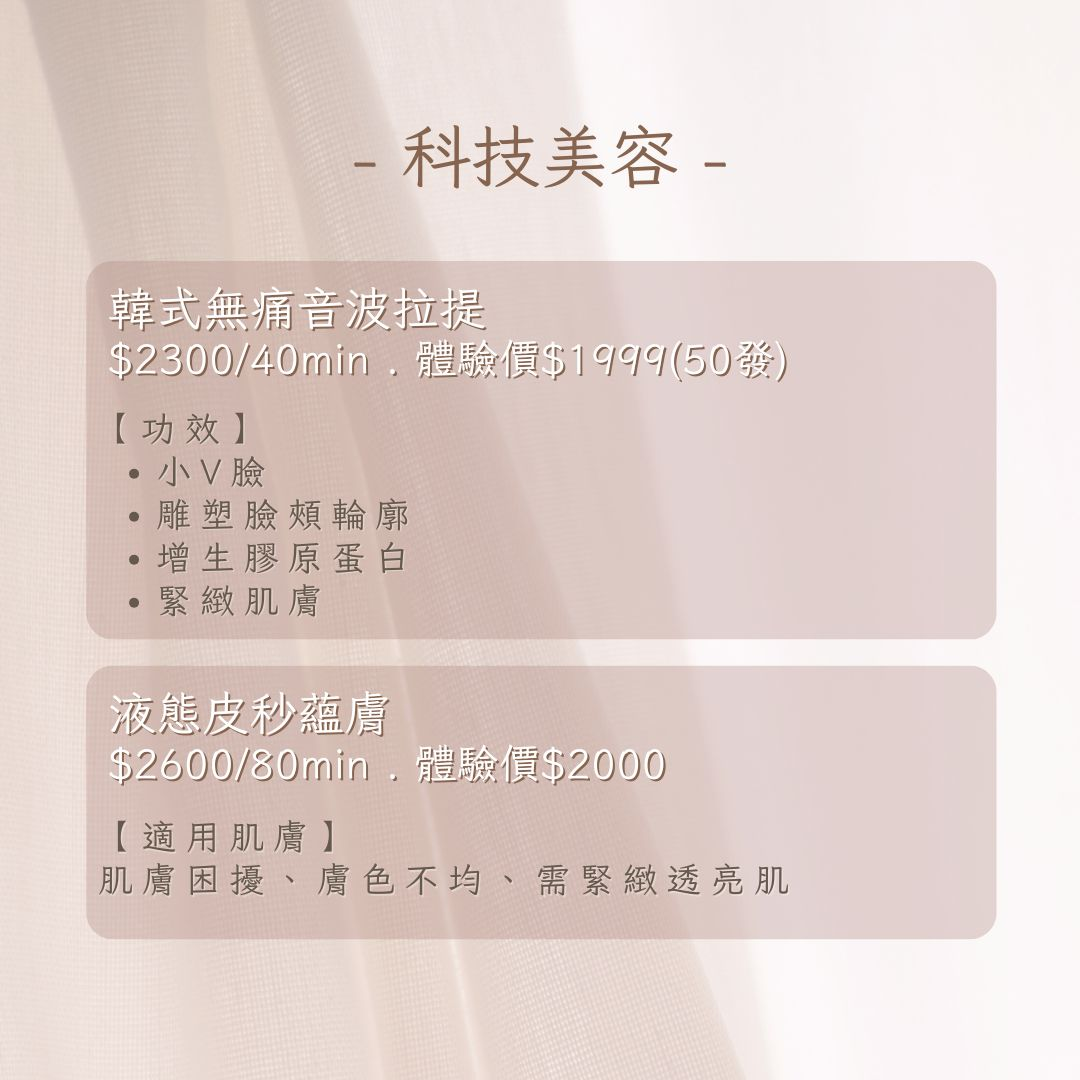 - 科技美容 -
韓式無痛音波拉提
$2300/40min . 體驗價$1999(50發)
【功效】
• 小V臉
• 雕塑臉頰輪廓
• 增生膠原蛋白
• 緊緻肌膚
液態皮秒蘊膚
$2600/80min . 體驗價$2000
【適用肌膚】
肌膚困擾、膚色不均、需緊緻透亮肌